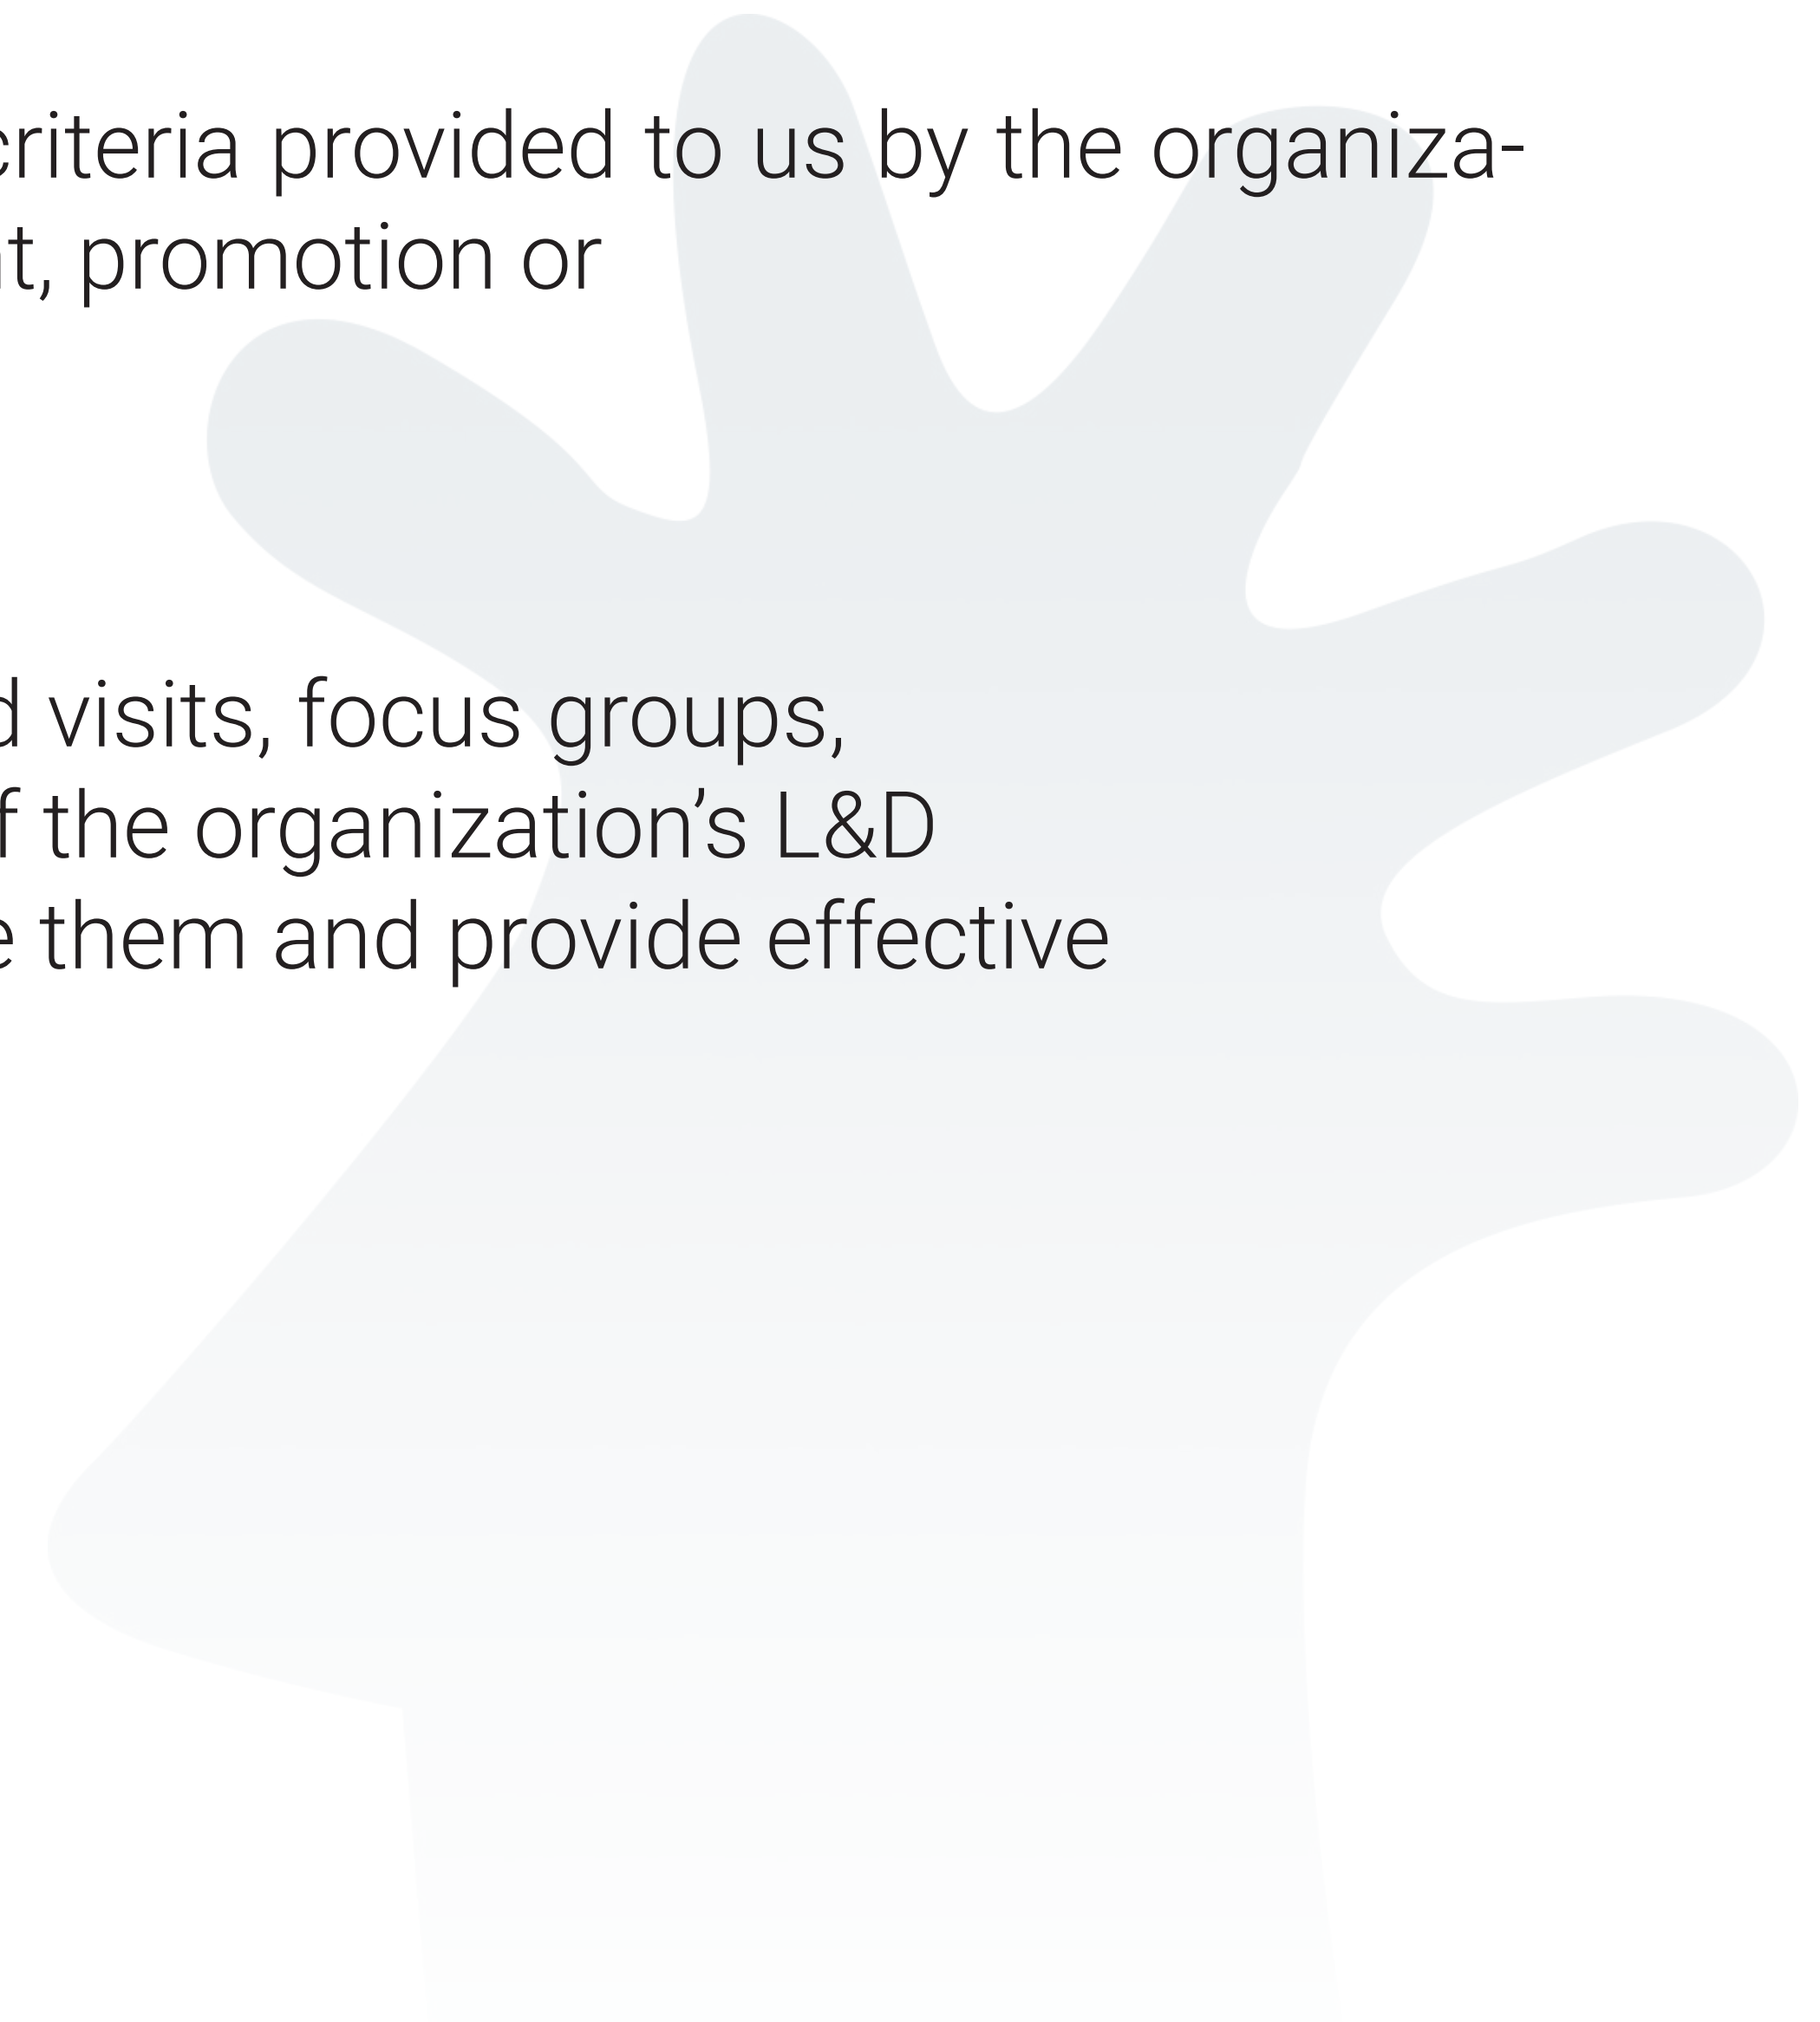 criteria provided to us by the organiza-
t, promotion or
visits, focus groups,
the organization’s L&D
them and provide effective